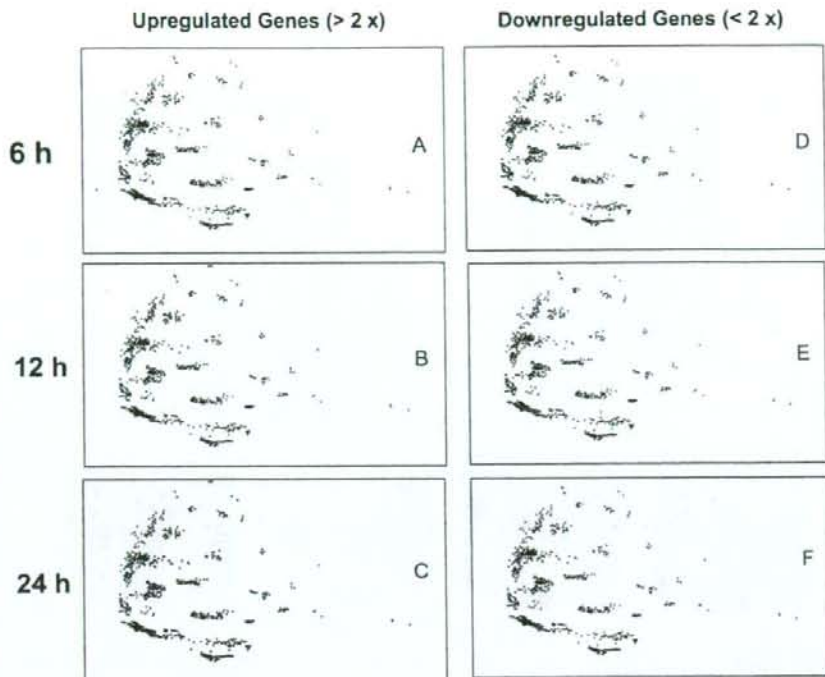 Upregulated Genes (> 2 x) Downregulated Genes (< 2 x)
6 h
A
D
12 h
B
E
24 h
C
F